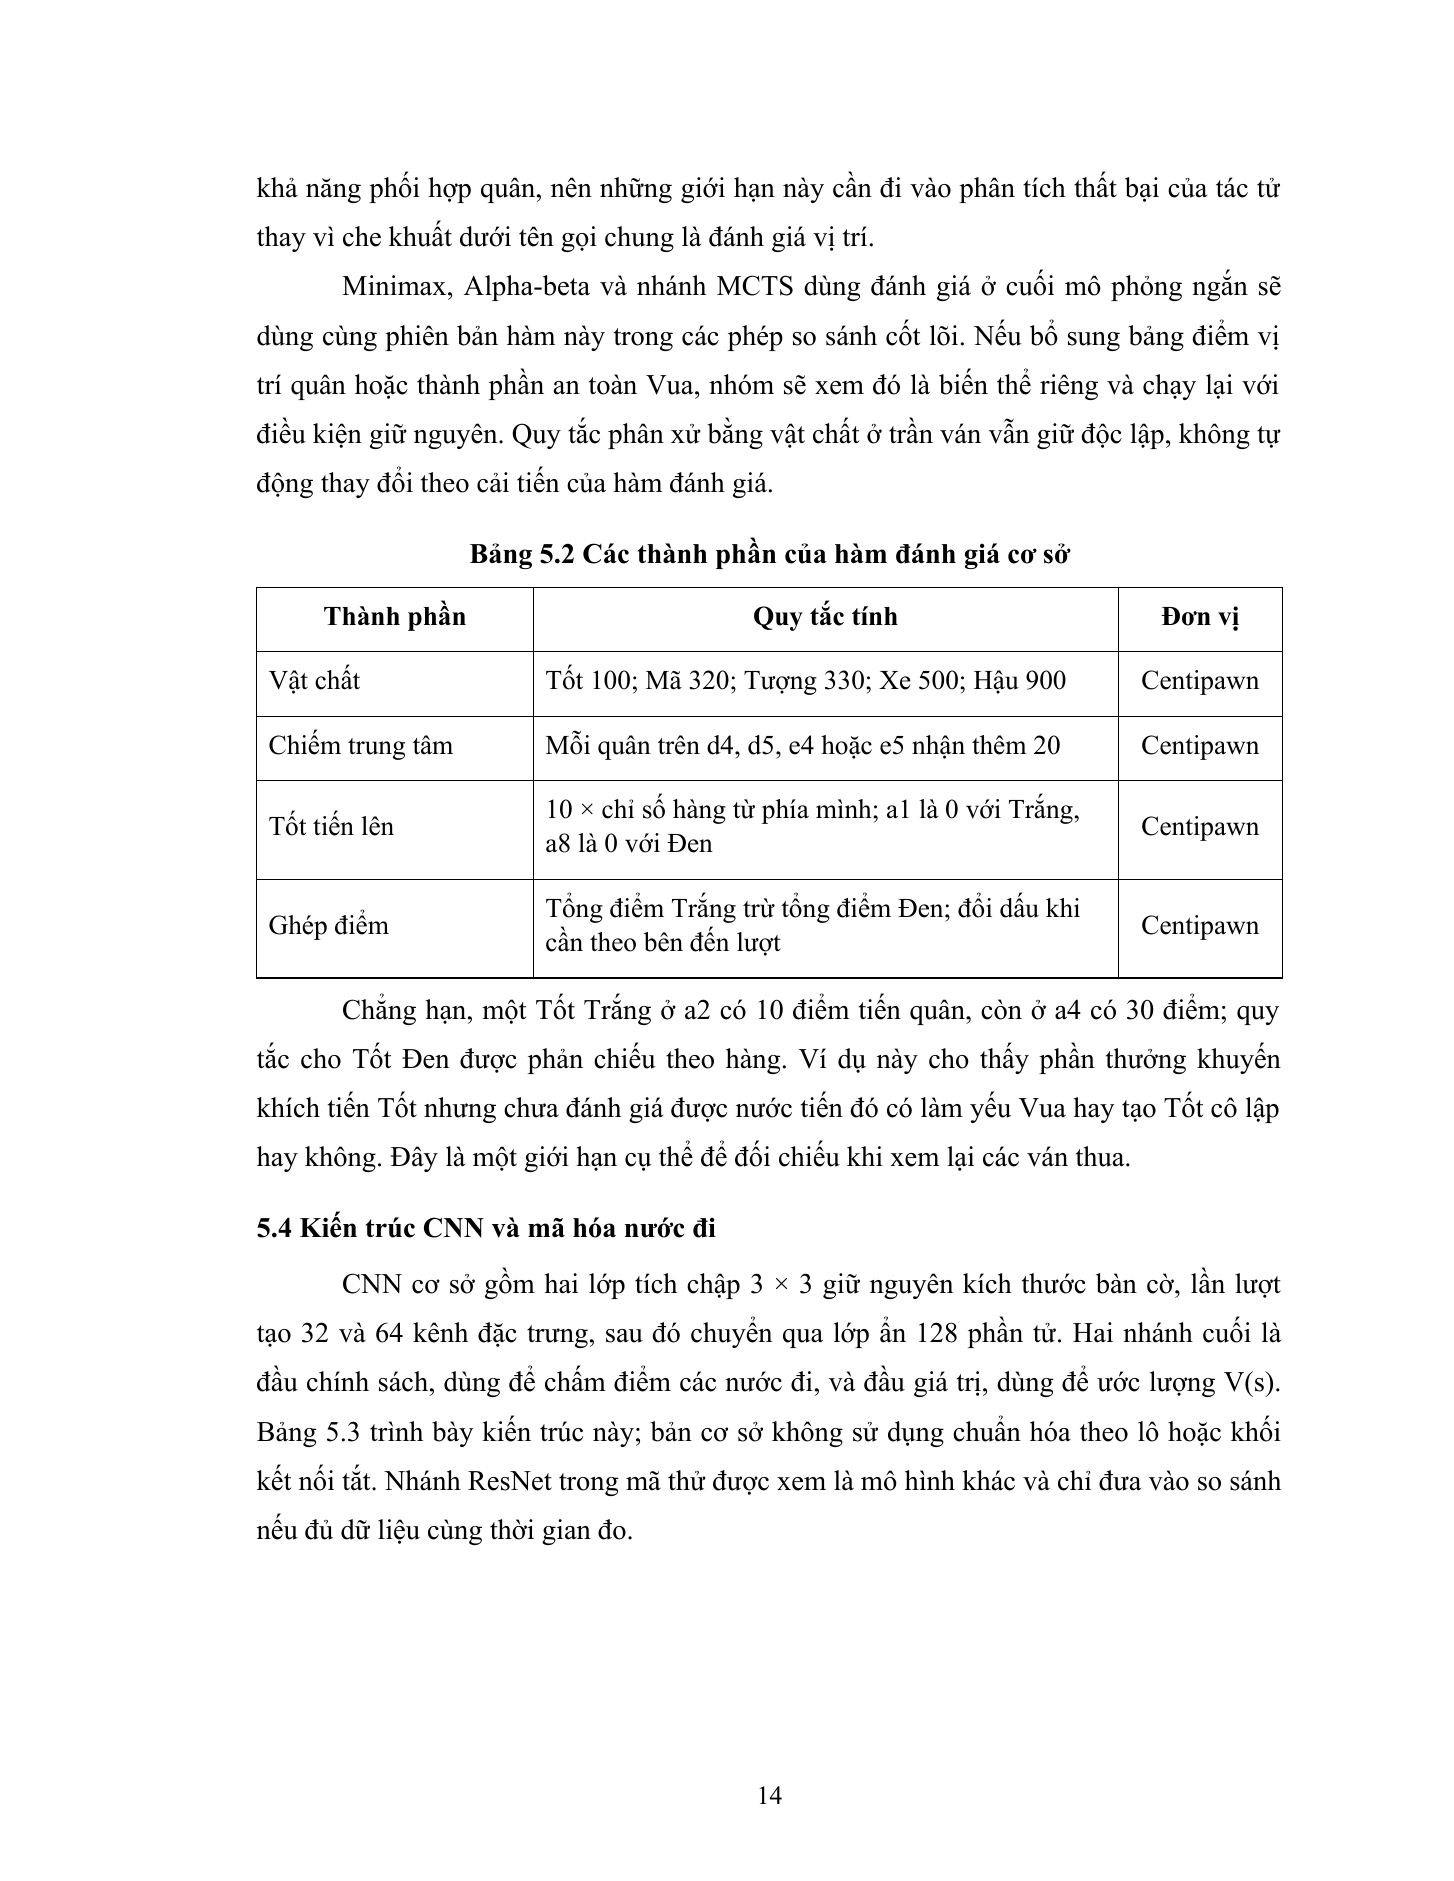 khả năng phối hợp quân, nên những giới hạn này cần đi vào phân tích thất bại của tác tử
thay vì che khuất dưới tên gọi chung là đánh giá vị trí.
Minimax, Alpha-beta và nhánh MCTS dùng đánh giá ở cuối mô phỏng ngắn sẽ
dùng cùng phiên bản hàm này trong các phép so sánh cốt lõi. Nếu bổ sung bảng điểm vị
trí quân hoặc thành phần an toàn Vua, nhóm sẽ xem đó là biến thể riêng và chạy lại với
điều kiện giữ nguyên. Quy tắc phân xử bằng vật chất ở trần ván vẫn giữ độc lập, không tự
động thay đổi theo cải tiến của hàm đánh giá.
Bảng 5.2 Các thành phần của hàm đánh giá cơ sở
Thành phần Quy tắc tính Đơn vị
Vật chất Tốt 100; Mã 320; Tượng 330; Xe 500; Hậu 900 Centipawn
Chiếm trung tâm Mỗi quân trên d4, d5, e4 hoặc e5 nhận thêm 20 Centipawn
Tốt tiến lên 10 × chỉ số hàng từ phía mình; a1 là 0 với Trắng,
a8 là 0 với Đen Centipawn
Ghép điểm Tổng điểm Trắng trừ tổng điểm Đen; đổi dấu khi
cần theo bên đến lượt Centipawn
Chẳng hạn, một Tốt Trắng ở a2 có 10 điểm tiến quân, còn ở a4 có 30 điểm; quy
tắc cho Tốt Đen được phản chiếu theo hàng. Ví dụ này cho thấy phần thưởng khuyến
khích tiến Tốt nhưng chưa đánh giá được nước tiến đó có làm yếu Vua hay tạo Tốt cô lập
hay không. Đây là một giới hạn cụ thể để đối chiếu khi xem lại các ván thua.
5.4 Kiến trúc CNN và mã hóa nước đi
CNN cơ sở gồm hai lớp tích chập 3 × 3 giữ nguyên kích thước bàn cờ, lần lượt
tạo 32 và 64 kênh đặc trưng, sau đó chuyển qua lớp ẩn 128 phần tử. Hai nhánh cuối là
đầu chính sách, dùng để chấm điểm các nước đi, và đầu giá trị, dùng để ước lượng V(s).
Bảng 5.3 trình bày kiến trúc này; bản cơ sở không sử dụng chuẩn hóa theo lô hoặc khối
kết nối tắt. Nhánh ResNet trong mã thử được xem là mô hình khác và chỉ đưa vào so sánh
nếu đủ dữ liệu cùng thời gian đo.
14